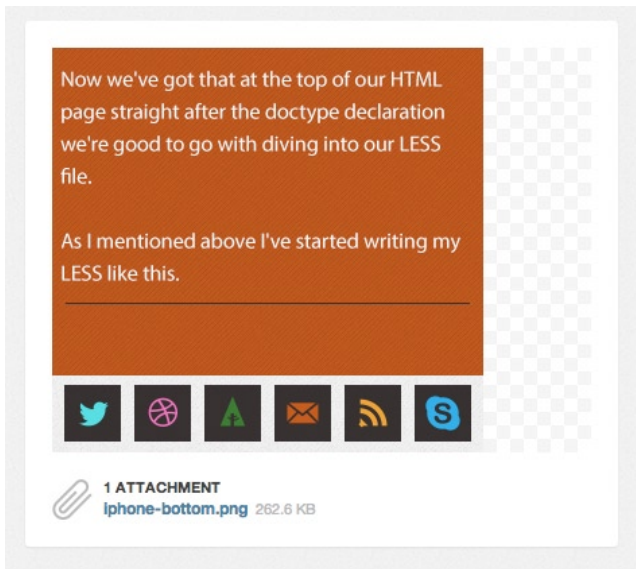 Now we've got that at the top of our HTML
page straight after the doctype declaration
we're good to go with diving into our LESS
file.
As I mentioned above I've started writing my
LESS like this.
1 ATTACHMENT
iphone-bottom.png 262.6 KB